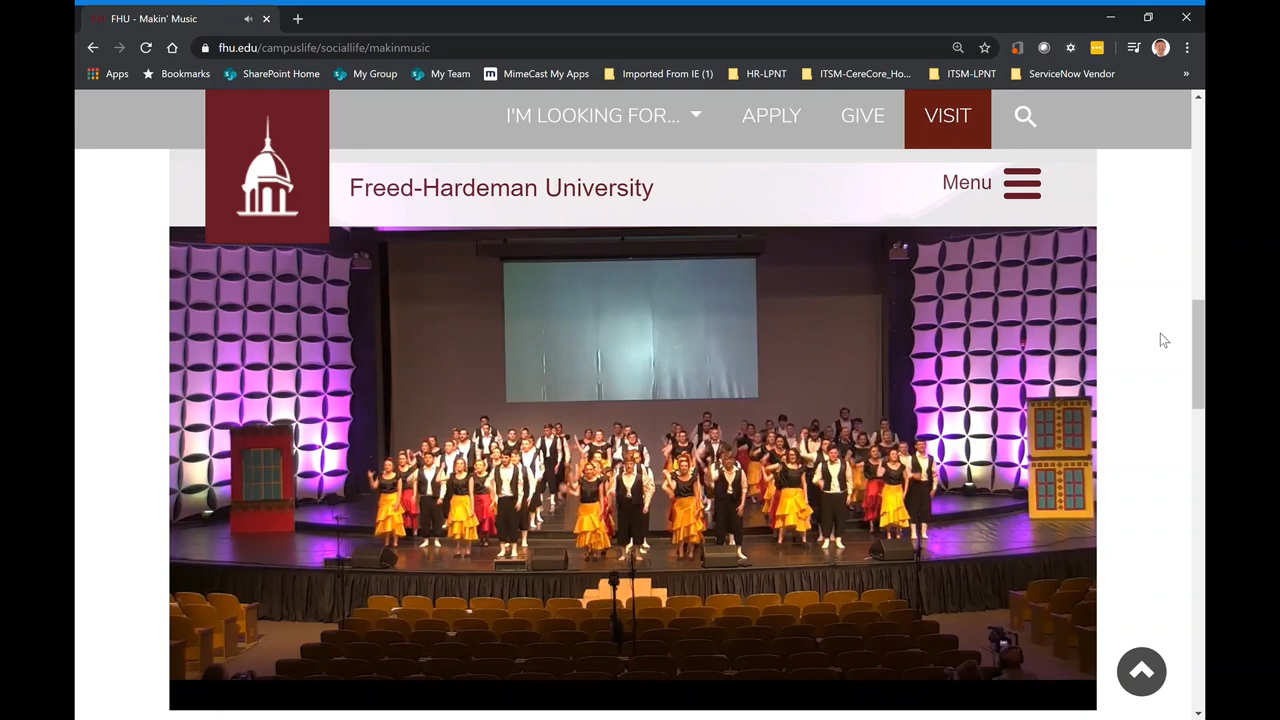 FHU - Makin' Music
fhu.edu/campuslife/sociallife/makinmusic
Apps Bookmarks SharePoint Home My Group My Team MimeCast My Apps Imported From IE (1) HR-LPNT ITSM-CereCore_Ho... ITSM-LPNT ServiceNow Vendor »
I'M LOOKING FOR... APPLY GIVE VISIT
Freed-Hardeman University
Menu